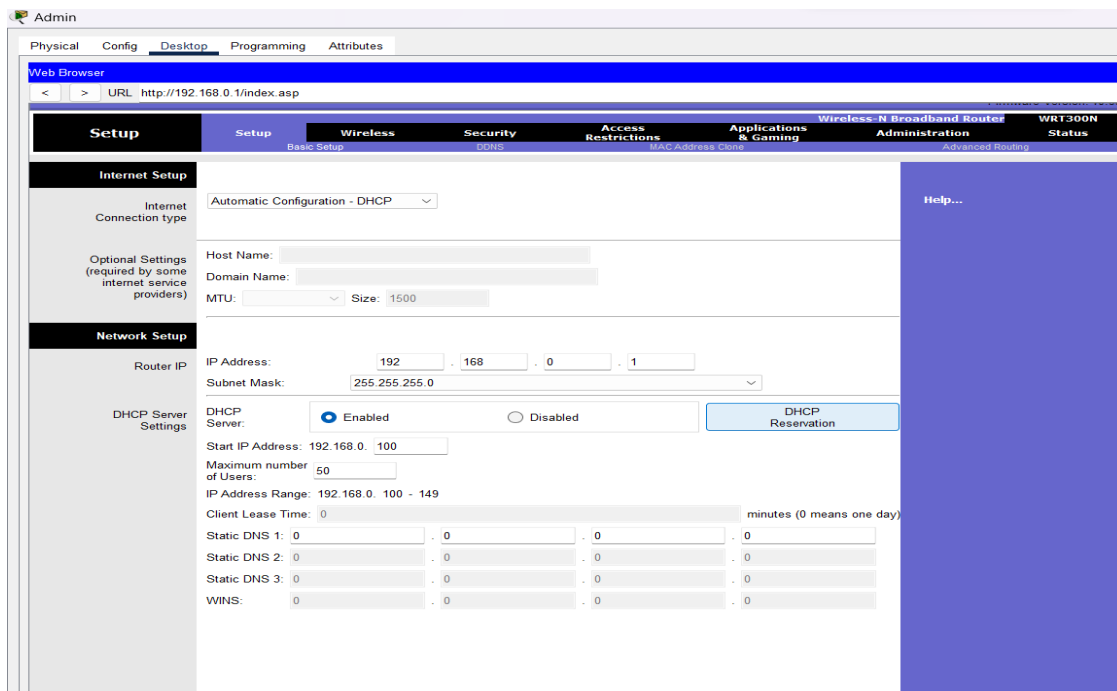 Admin
Physical Config Desktop Programming Attributes
Web Browser
< > URL http://192.168.0.1/index.asp
Wireless-N Broadband Router WRT300N
Setup Setup Wireless Security Access Restrictions Applications & Gaming Administration Status
Basic Setup DDNS MAC Address Clone Advanced Routing
Internet Setup
Internet Connection type
Automatic Configuration - DHCP
Help...
Optional Settings
(required by some
internet service
providers)
Host Name:
Domain Name:
MTU: Size: 1500
Network Setup
Router IP
IP Address: 192 . 168 . 0 . 1
Subnet Mask: 255.255.255.0
DHCP Server
Settings
DHCP Server: Enabled Disabled DHCP Reservation
Start IP Address: 192.168.0. 100
Maximum number
of Users: 50
IP Address Range: 192.168.0. 100 - 149
Client Lease Time: 0 minutes (0 means one day)
Static DNS 1: 0 . 0 . 0 . 0
Static DNS 2: 0 . 0 . 0 . 0
Static DNS 3: 0 . 0 . 0 . 0
WINS: 0 . 0 . 0 . 0